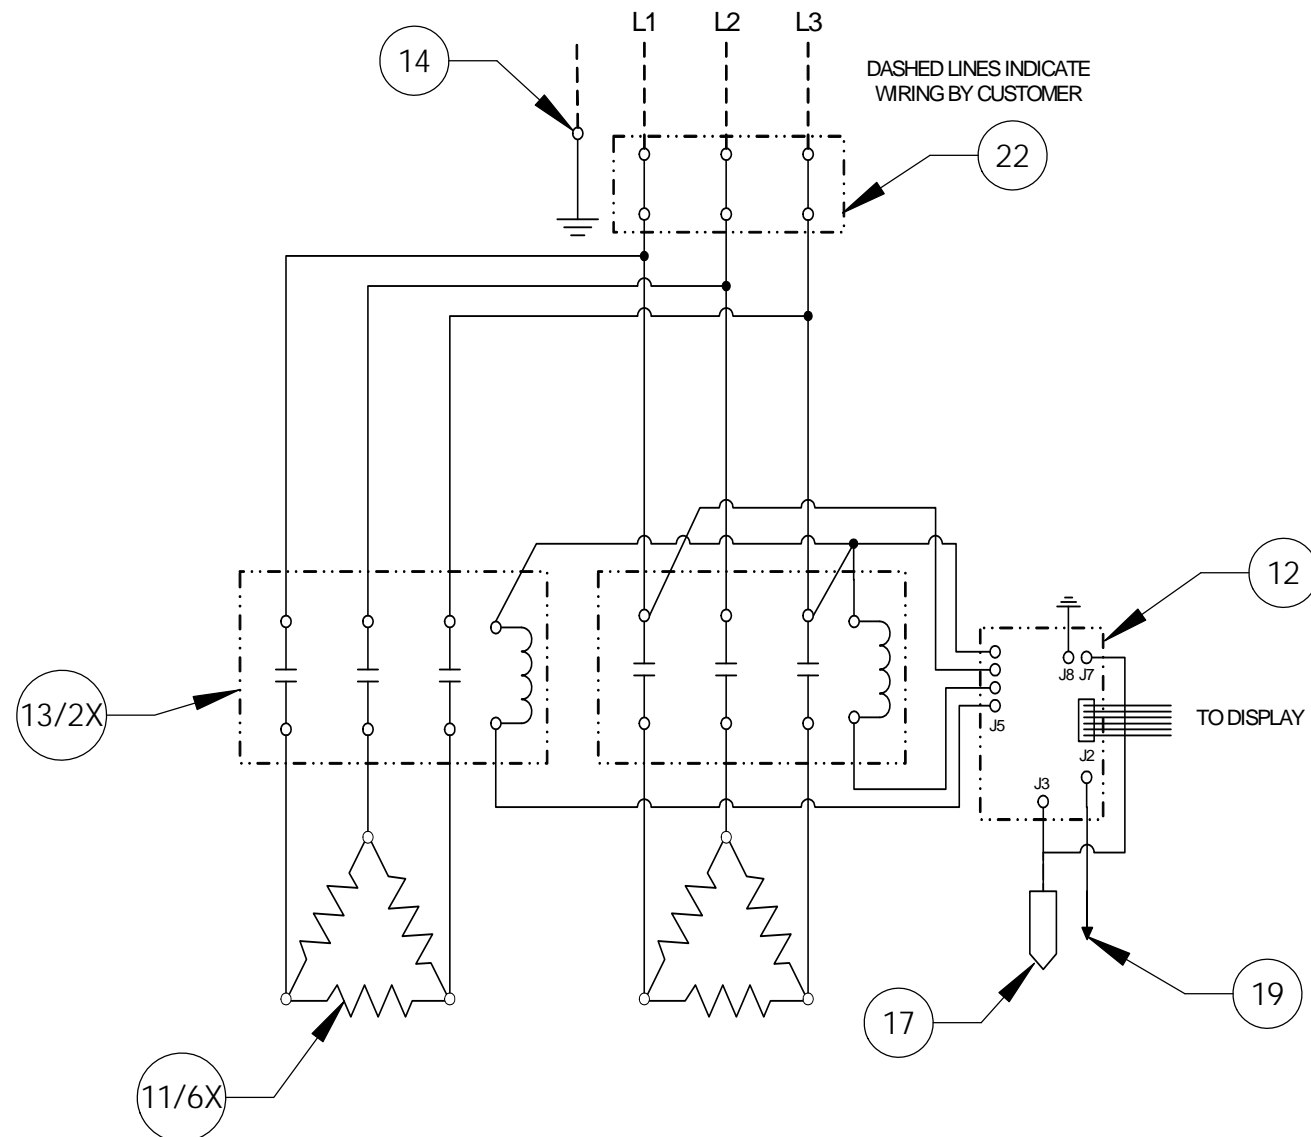 L1 L2 L3
14
DASHED LINES INDICATE
WIRING BY CUSTOMER
22
12
J8 J7
13/2X
J5
TO DISPLAY
J2
J3
19
17
11/6X